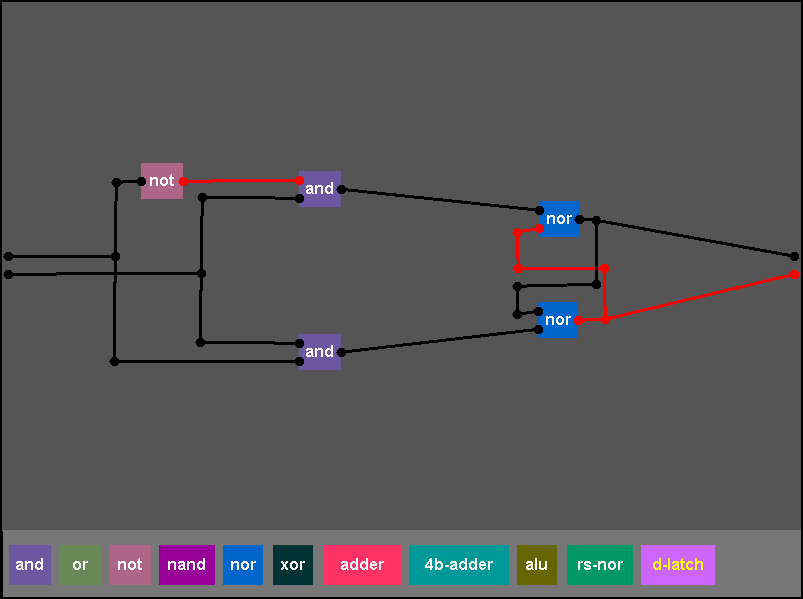 not
and
nor
nor
and
and or not nand nor xor adder 4b-adder alu rs-nor d-latch